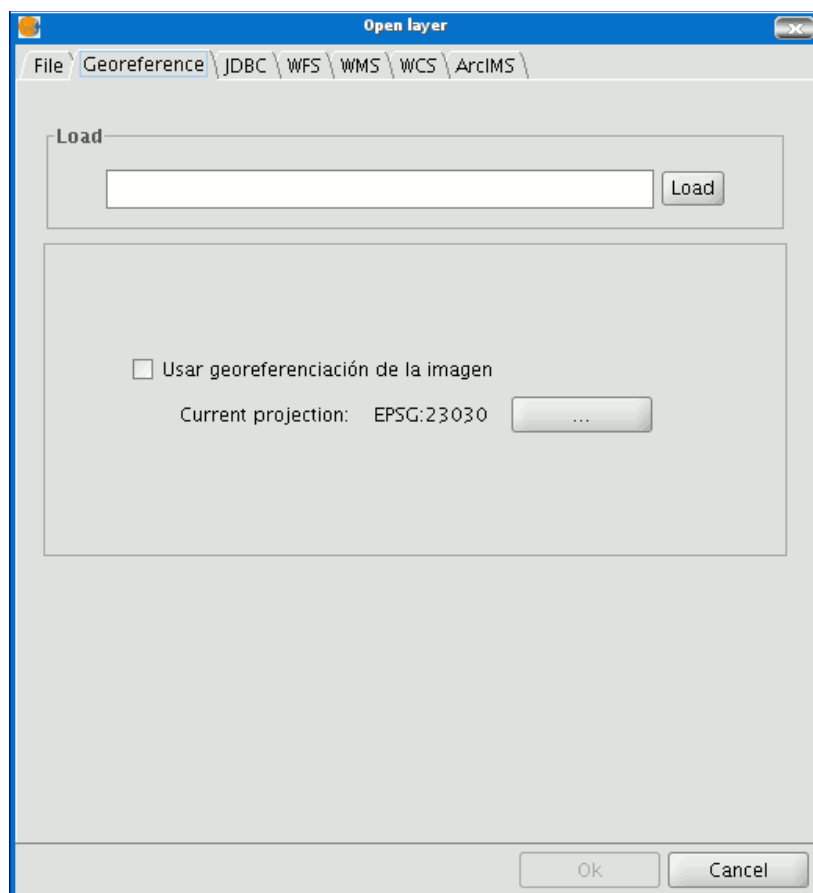 Open layer
File Georeference JDBC WFS WMS WCS ArcIMS
Load
Load
Usar georeferenciación de la imagen
Current projection: EPSG:23030 ...
Ok Cancel